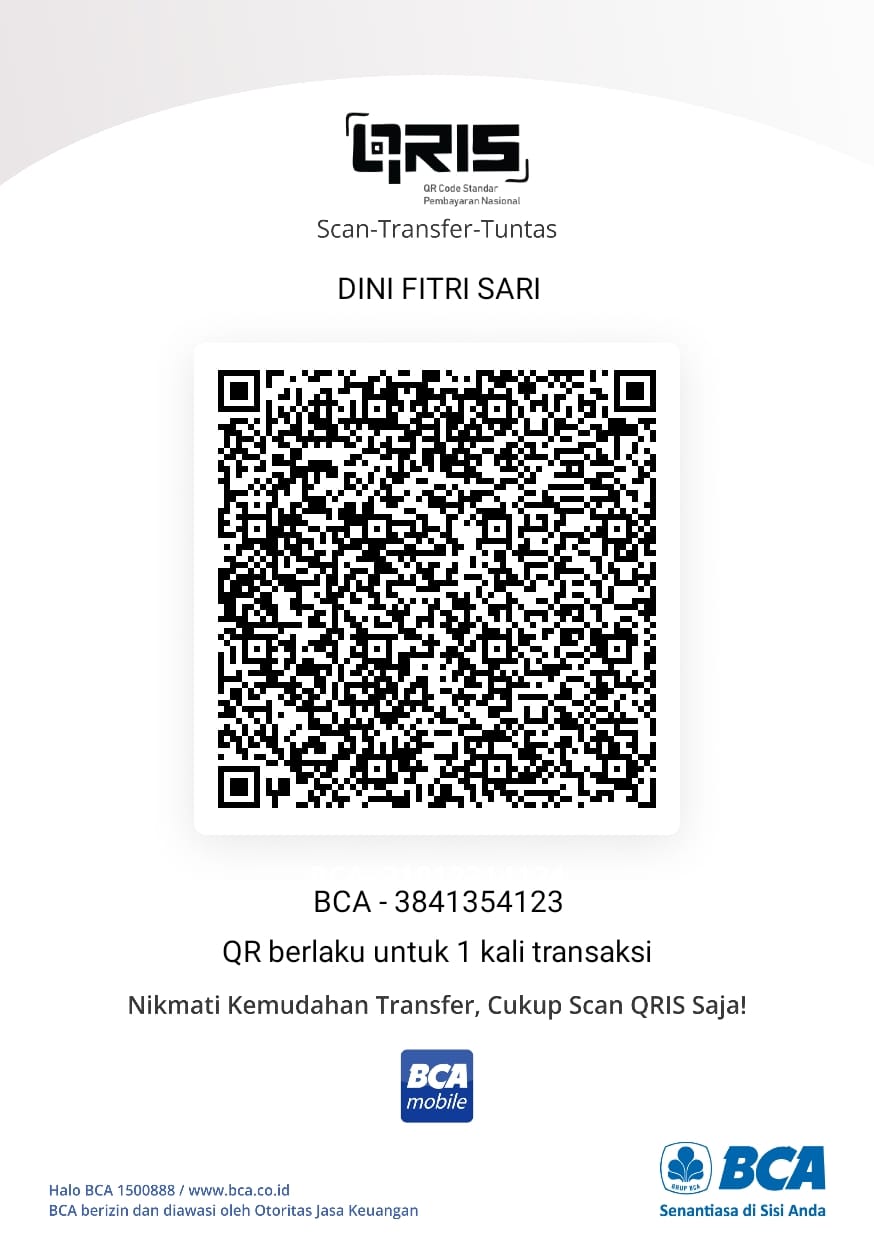 QRIS
QR Code Standar
Pembayaran Nasional
Scan-Transfer-Tuntas
DINI FITRI SARI
BCA - 3841354123
QR berlaku untuk 1 kali transaksi
Nikmati Kemudahan Transfer, Cukup Scan QRIS Saja!
BCA
mobile
Halo BCA 1500888 / www.bca.co.id
BCA berizin dan diawasi oleh Otoritas Jasa Keuangan
GRUP BCA
BCA
Senantiasa di Sisi Anda